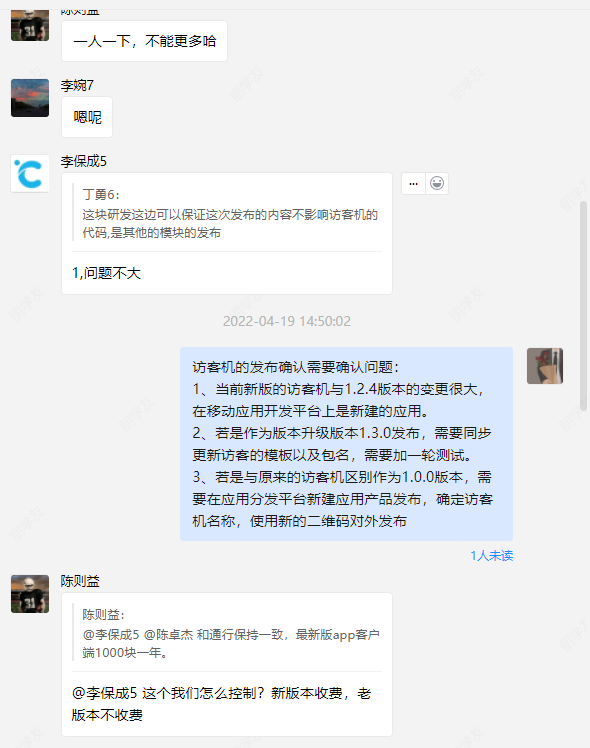 陈则益
一人一下，不能更多哈
李婉7
嗯呢
李保成5
丁勇6：
这块研发这边可以保证这次发布的内容不影响访客机的
代码,是其他的模块的发布
1,问题不大
2022-04-19 14:50:02
访客机的发布确认需要确认问题：
1、当前新版的访客机与1.2.4版本的变更很大，
在移动应用开发平台上是新建的应用。
2、若是作为版本升级版本1.3.0发布，需要同步
更新访客的模板以及包名，需要加一轮测试。
3、若是与原来的访客机区别作为1.0.0版本，需
要在应用分发平台新建应用产品发布，确定访客
机名称，使用新的二维码对外发布
1人未读
陈则益
陈则益：
@李保成5 @陈卓杰 和通行保持一致，最新版app客户
端1000块一年。
@李保成5 这个我们怎么控制？新版本收费，老
版本不收费